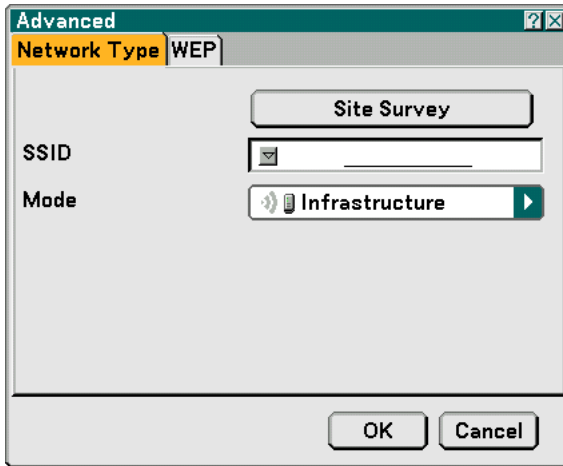 Advanced
Network Type WEP
Site Survey
SSID
Mode Infrastructure
OK Cancel